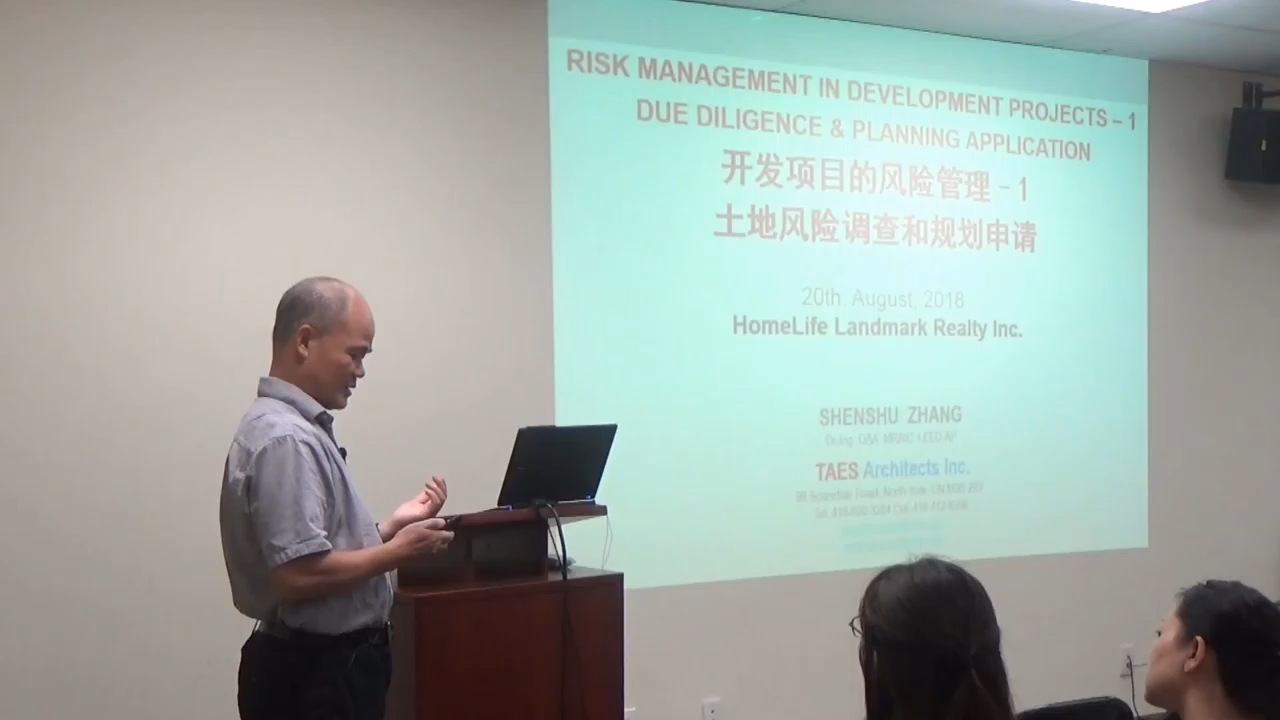 RISK MANAGEMENT IN DEVELOPMENT PROJECTS – 1
DUE DILIGENCE & PLANNING APPLICATION
开发项目的风险管理 – 1
土地风险调查和规划申请
20th. August, 2018
HomeLife Landmark Realty Inc.
SHENSHU ZHANG
TAES Architects Inc.